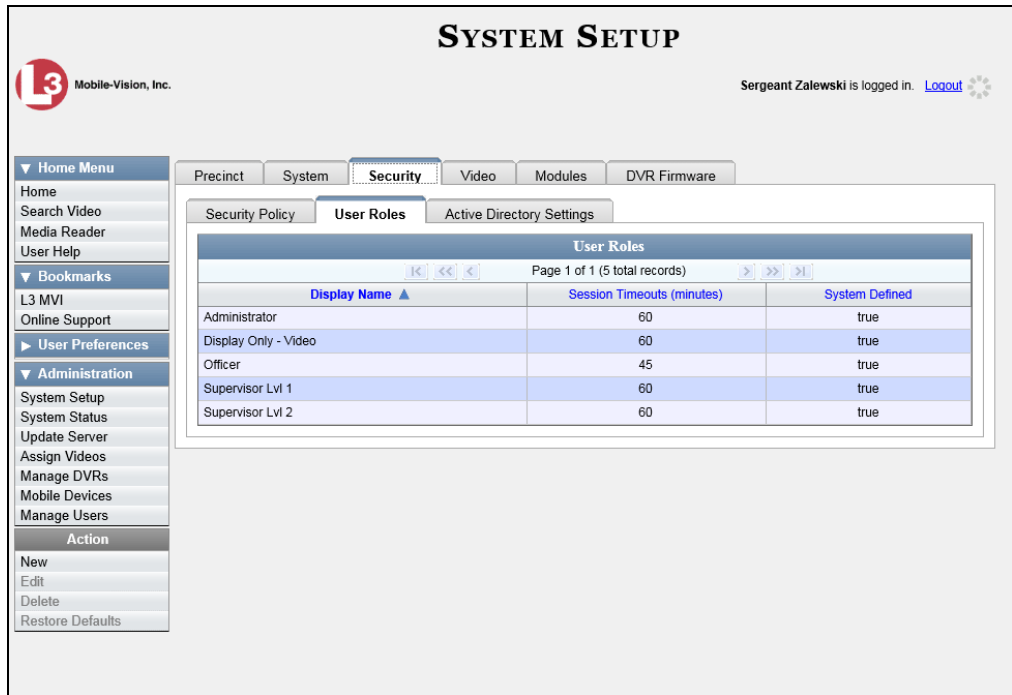 SYSTEM SETUP
L3 Mobile-Vision, Inc.
Sergeant Zalewski is logged in. Logout
▼ Home Menu
Home
Search Video
Media Reader
User Help
▼ Bookmarks
L3 MVI
Online Support
▶ User Preferences
▼ Administration
System Setup
System Status
Update Server
Assign Videos
Manage DVRs
Mobile Devices
Manage Users
Action
New
Edit
Delete
Restore Defaults
Precinct System Security Video Modules DVR Firmware
Security Policy User Roles Active Directory Settings
User Roles
|< << < Page 1 of 1 (5 total records) > >> >|
Display Name ▲ Session Timeouts (minutes) System Defined
Administrator 60 true
Display Only - Video 60 true
Officer 45 true
Supervisor Lvl 1 60 true
Supervisor Lvl 2 60 true